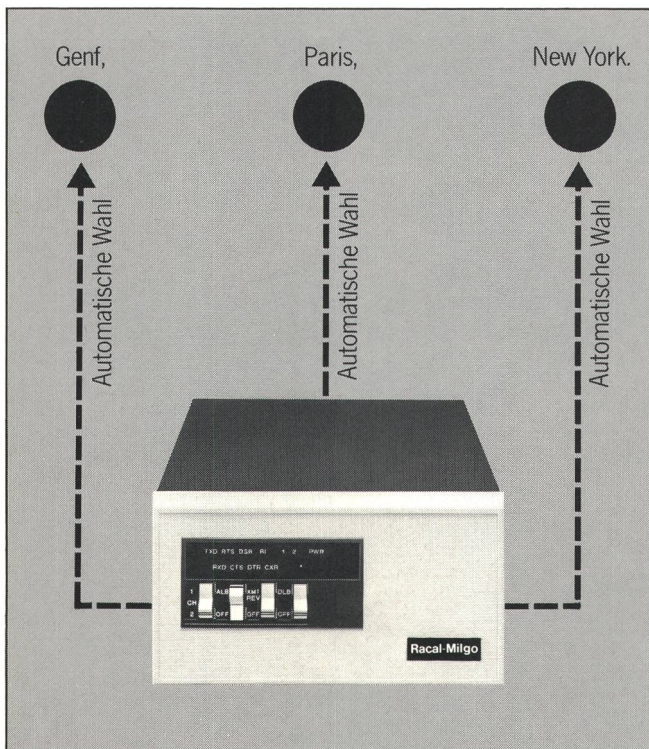 Genf,
Paris,
New York.
Automatische Wahl
Automatische Wahl
Automatische Wahl
TXD RTS DSR RI 1 2 PWR
RXD CTS DTR CXR *
1 ALB XMT DLB
CH REV
2 OFF OFF OFF
Racal-Milgo